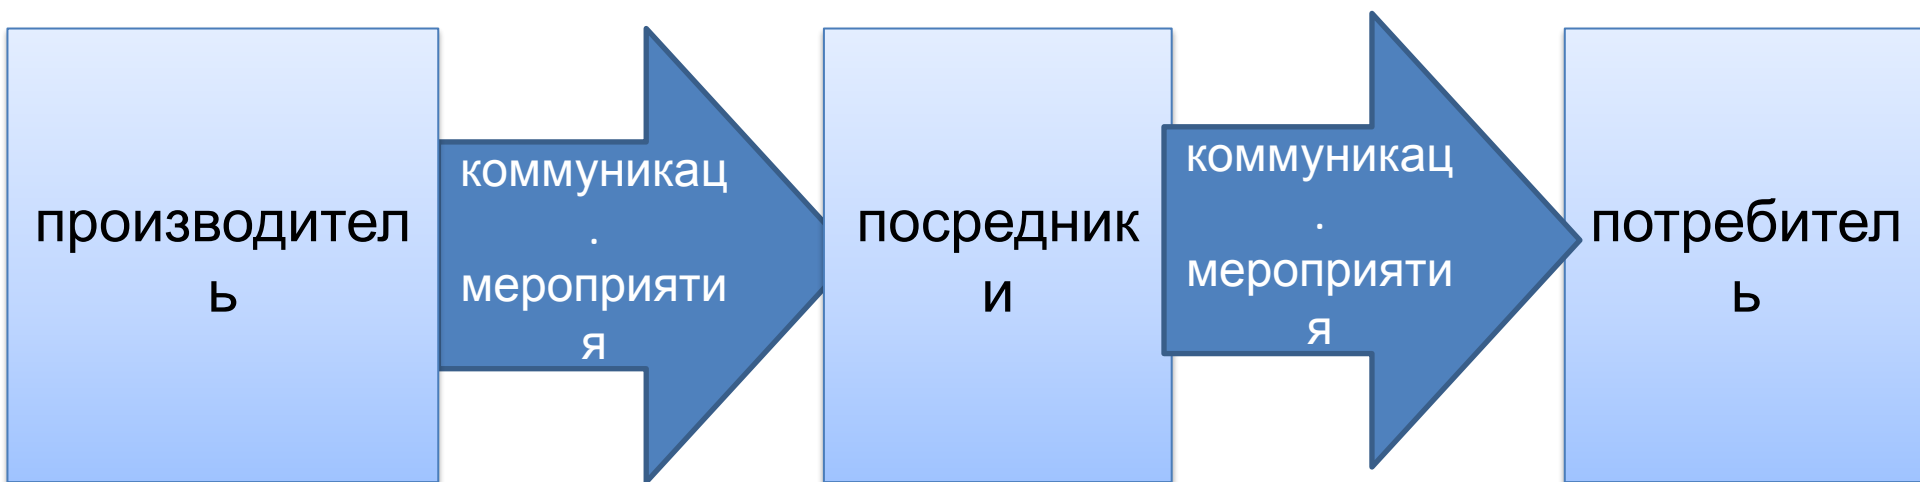 производител
ь
коммуникац
.
мероприяти
я
посредник
и
коммуникац
.
мероприяти
я
потребител
ь